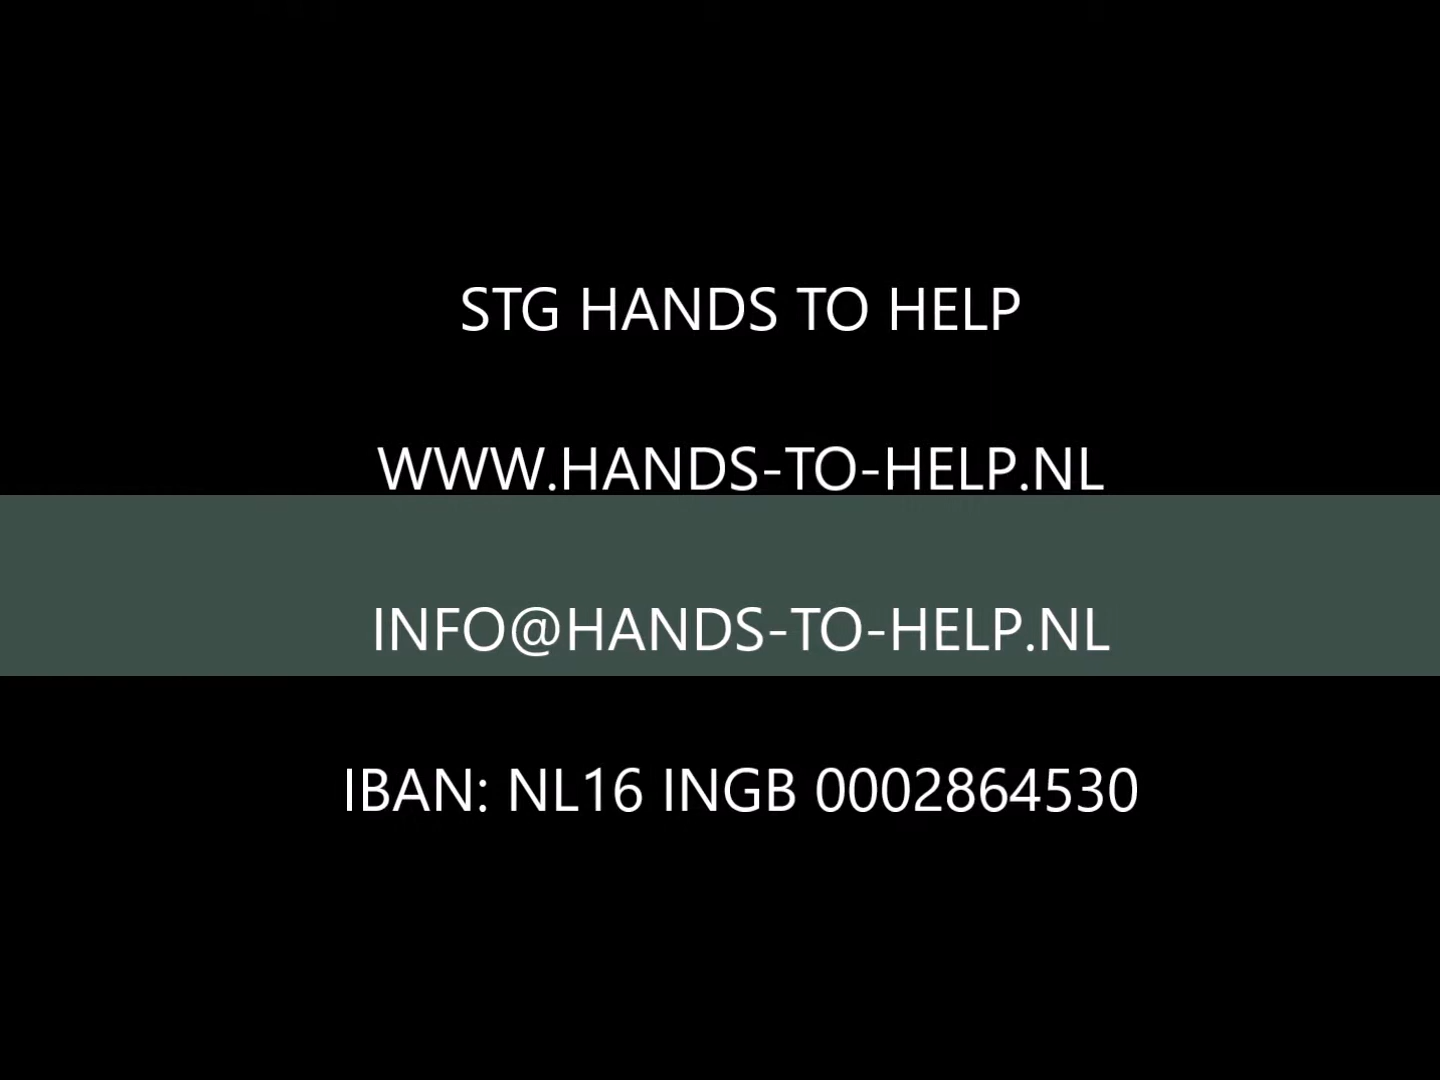 STG HANDS TO HELP
WWW.HANDS-TO-HELP.NL
INFO@HANDS-TO-HELP.NL
IBAN: NL16 INGB 0002864530